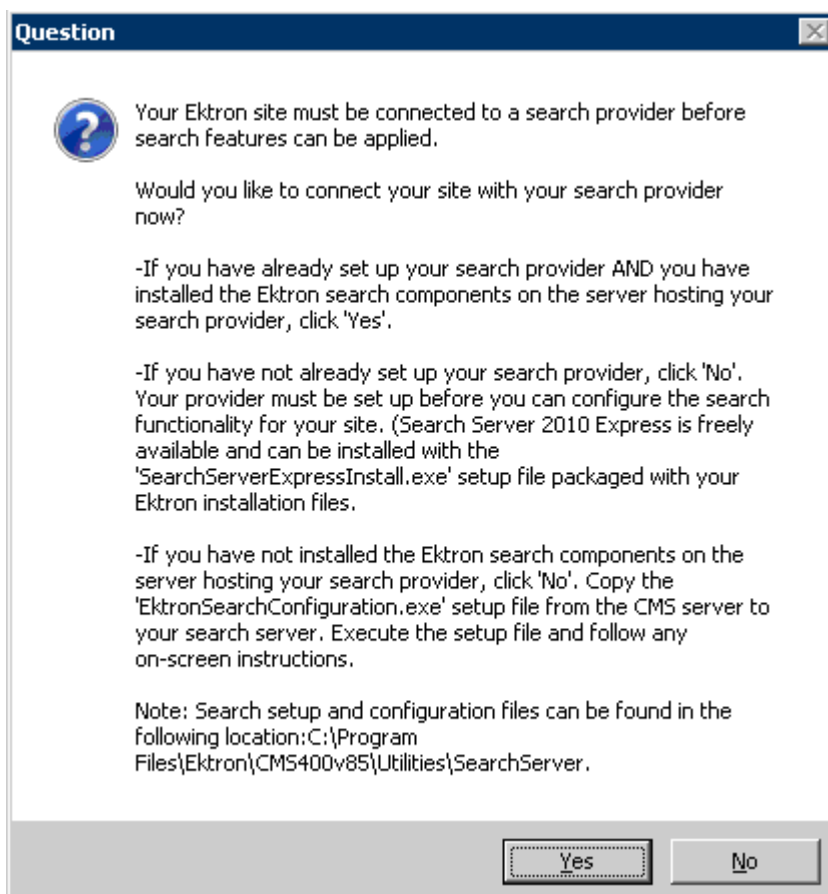 Question
Your Ektron site must be connected to a search provider before
search features can be applied.
Would you like to connect your site with your search provider
now?
-If you have already set up your search provider AND you have
installed the Ektron search components on the server hosting your
search provider, click 'Yes'.
-If you have not already set up your search provider, click 'No'.
Your provider must be set up before you can configure the search
functionality for your site. (Search Server 2010 Express is freely
available and can be installed with the
'SearchServerExpressInstall.exe' setup file packaged with your
Ektron installation files.
-If you have not installed the Ektron search components on the
server hosting your search provider, click 'No'. Copy the
'EktronSearchConfiguration.exe' setup file from the CMS server to
your search server. Execute the setup file and follow any
on-screen instructions.
Note: Search setup and configuration files can be found in the
following location:C:\Program
Files\Ektron\CMS400v85\Utilities\SearchServer.
Yes
No